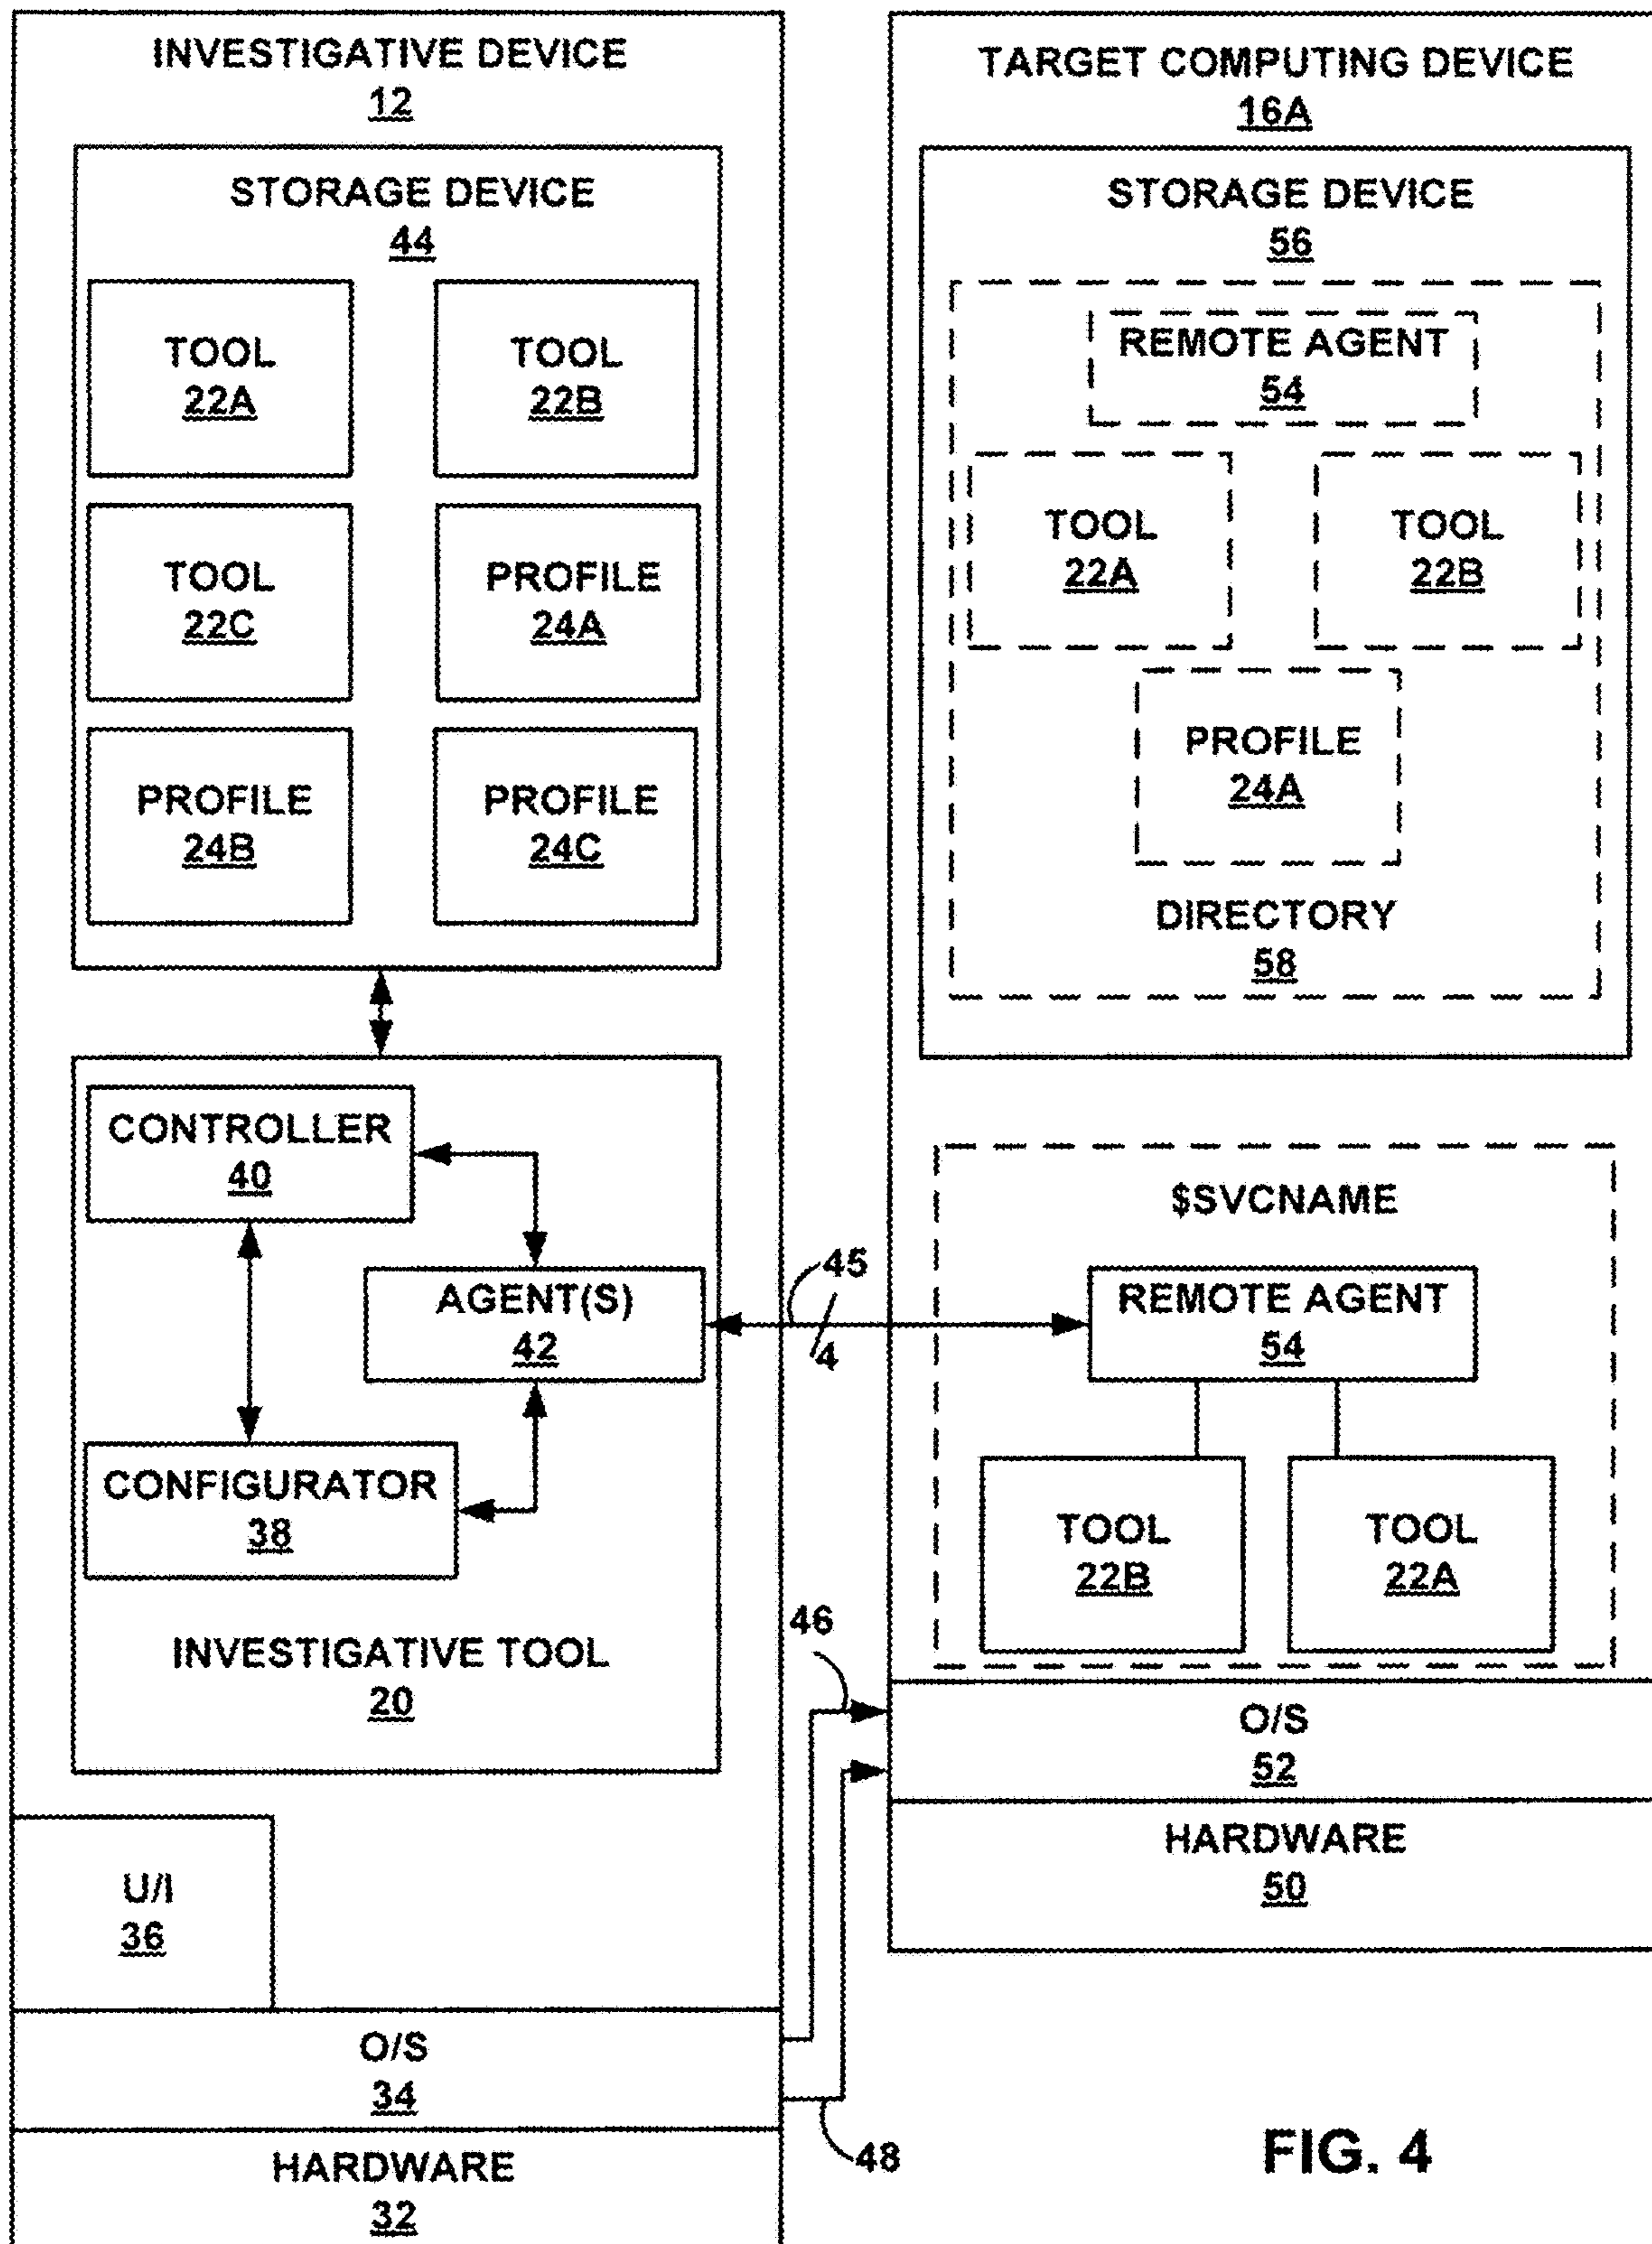 INVESTIGATIVE DEVICE
12
STORAGE DEVICE
44
TOOL
22A
TOOL
22B
TOOL
22C
PROFILE
24A
PROFILE
24B
PROFILE
24C
CONTROLLER
40
AGENT(S)
42
CONFIGURATOR
38
INVESTIGATIVE TOOL
20
U/I
36
O/S
34
HARDWARE
32
45
4
46
48
TARGET COMPUTING DEVICE
16A
STORAGE DEVICE
56
REMOTE AGENT
54
TOOL
22A
TOOL
22B
PROFILE
24A
DIRECTORY
58
$SVCNAME
REMOTE AGENT
54
TOOL
22B
TOOL
22A
O/S
52
HARDWARE
50
FIG. 4